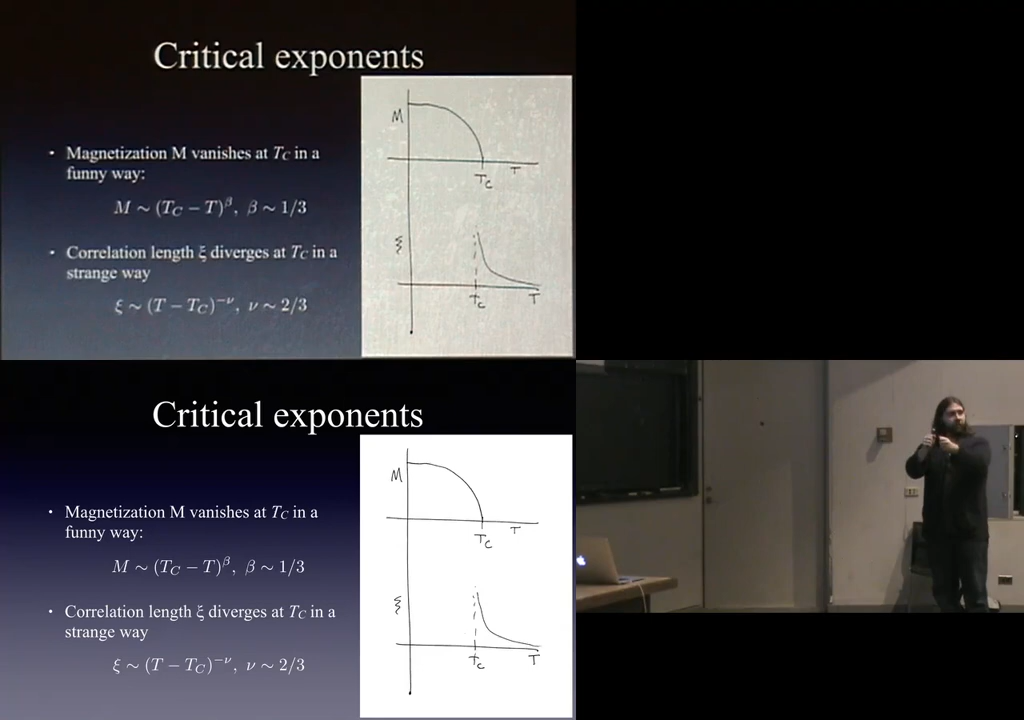 Critical exponents
• Magnetization M vanishes at T_C in a
funny way:
M ∼ (T_C − T)^β, β ∼ 1/3
• Correlation length ξ diverges at T_C in a
strange way
ξ ∼ (T − T_C)^−ν, ν ∼ 2/3
M
T_C
T
ξ
T_C
T
Critical exponents
• Magnetization M vanishes at T_C in a
funny way:
M ∼ (T_C − T)^β, β ∼ 1/3
• Correlation length ξ diverges at T_C in a
strange way
ξ ∼ (T − T_C)^−ν, ν ∼ 2/3
M
T_C
T
ξ
T_C
T